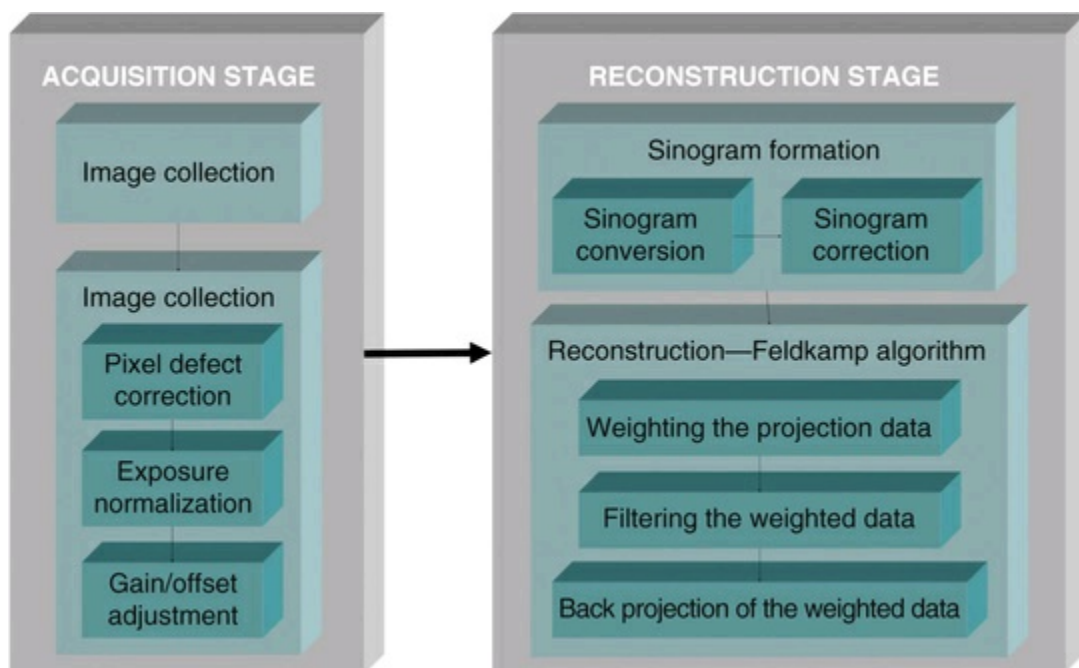 ACQUISITION STAGE
Image collection
Image collection
Pixel defect
correction
Exposure
normalization
Gain/offset
adjustment
RECONSTRUCTION STAGE
Sinogram formation
Sinogram
conversion
Sinogram
correction
Reconstruction—Feldkamp algorithm
Weighting the projection data
Filtering the weighted data
Back projection of the weighted data